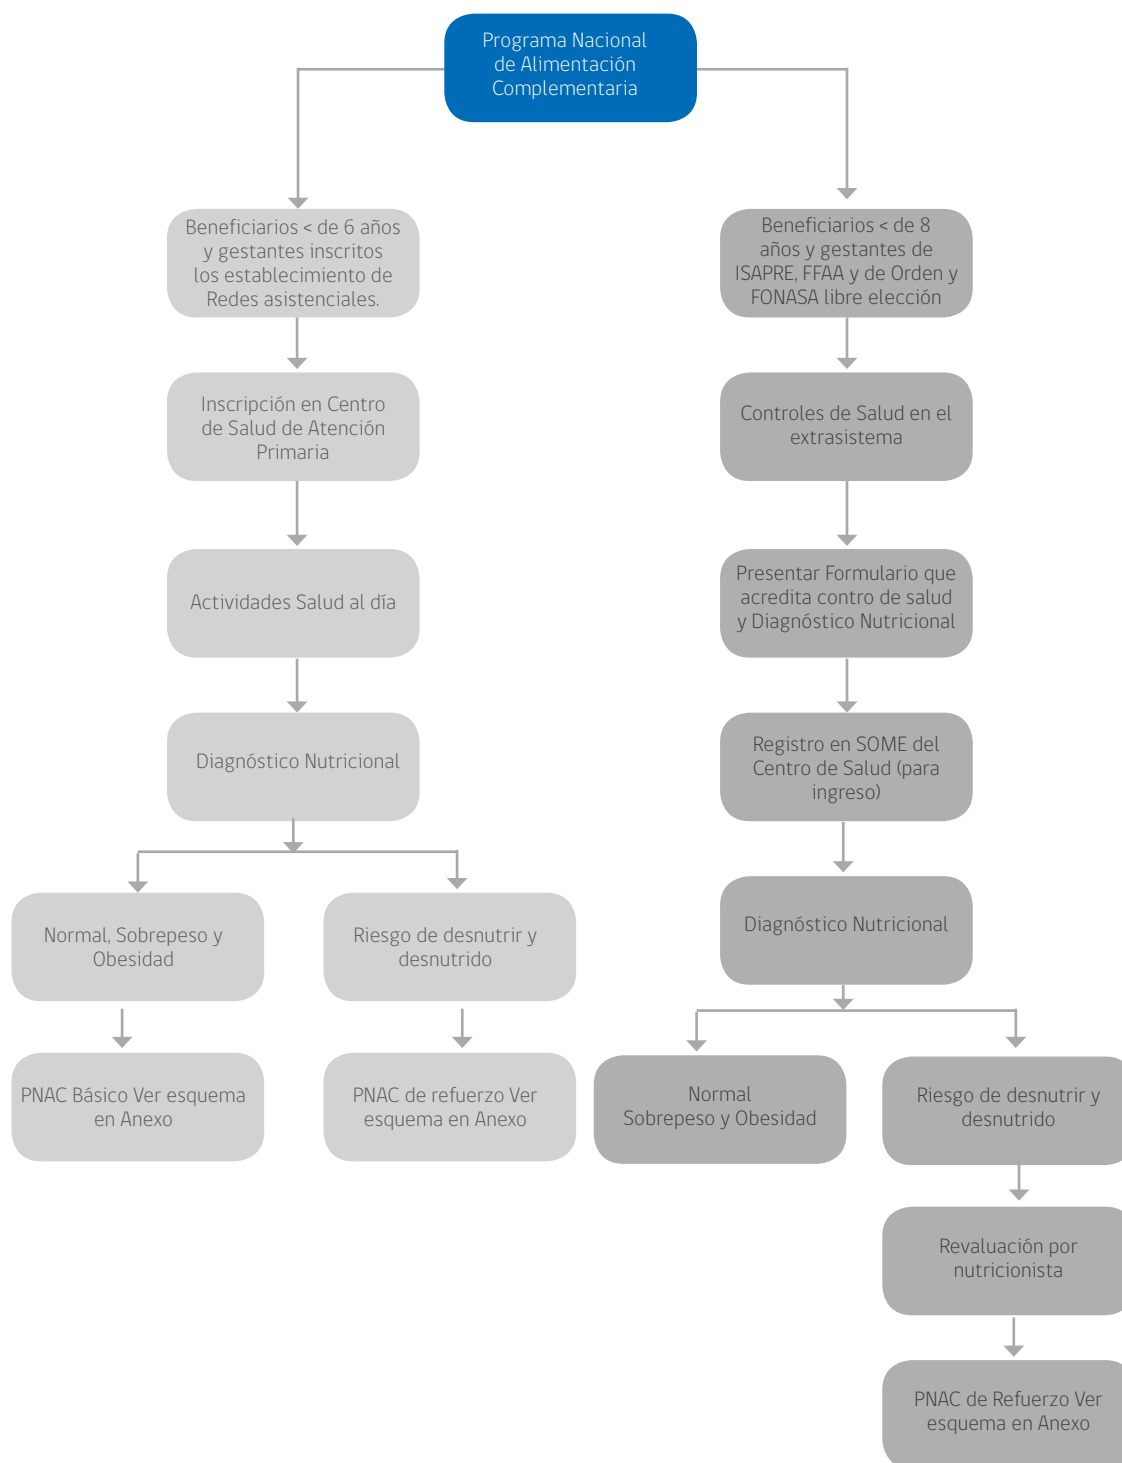 Programa Nacional
de Alimentación
Complementaria
Beneficiarios < de 6 años
y gestantes inscritos
los establecimiento de
Redes asistenciales.
Inscripción en Centro
de Salud de Atención
Primaria
Actividades Salud al día
Diagnóstico Nutricional
Normal, Sobrepeso y
Obesidad
Riesgo de desnutrir y
desnutrido
PNAC Básico Ver esquema
en Anexo
PNAC de refuerzo Ver
esquema en Anexo
Beneficiarios < de 8
años y gestantes de
ISAPRE, FFAA y de Orden y
FONASA libre elección
Controles de Salud en el
extrasistema
Presentar Formulario que
acredita contro de salud
y Diagnóstico Nutricional
Registro en SOME del
Centro de Salud (para
ingreso)
Diagnóstico Nutricional
Normal
Sobrepeso y Obesidad
Riesgo de desnutrir y
desnutrido
Revaluación por
nutricionista
PNAC de Refuerzo Ver
esquema en Anexo